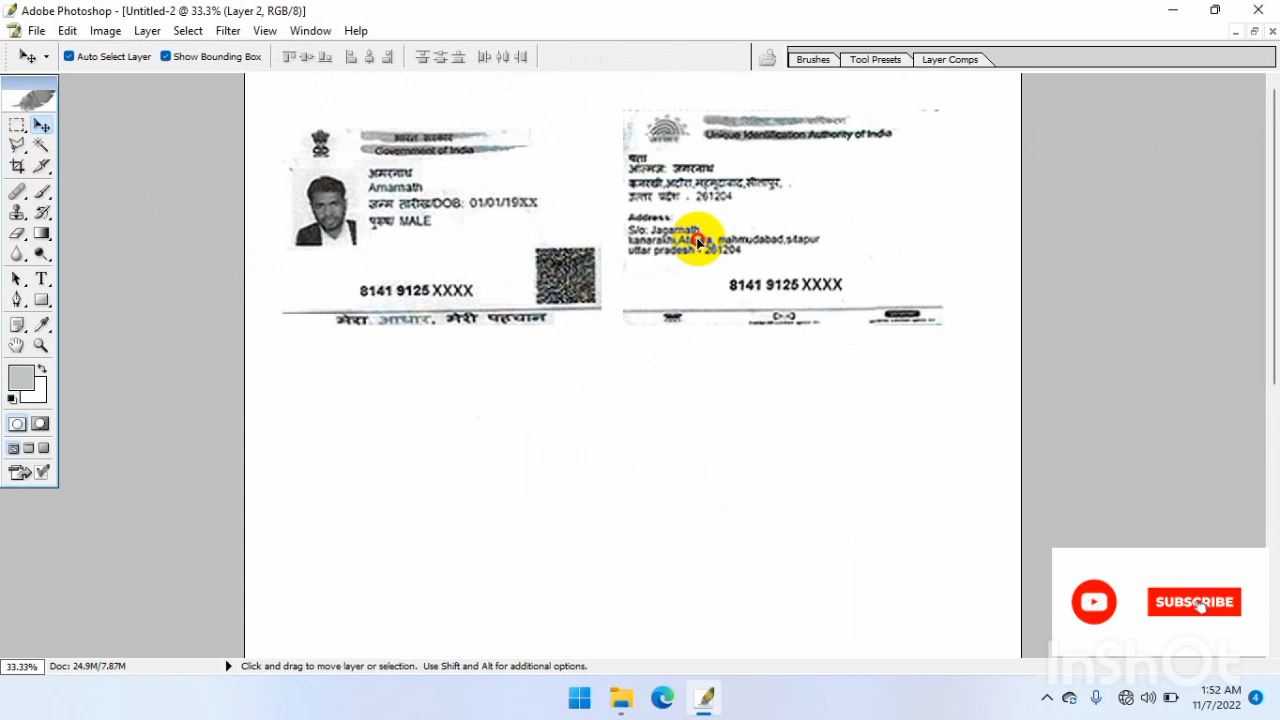 Adobe Photoshop - [Untitled-2 @ 33.3% (Layer 2, RGB/8)]
File Edit Image Layer Select Filter View Window Help
Auto Select Layer Show Bounding Box
Brushes Tool Presets Layer Comps
भारत सरकार
Government of India
अमरनाथ
Amarnath
जन्म तारीख/DOB: 01/01/19XX
पुरुष/ MALE
8141 9125 XXXX
मेरा आधार, मेरी पहचान
Unique Identification Authority of India
पता
आत्मज: जगरनाथ
उत्तर प्रदेश - 261204
Address:
S/o: Jagarnath
mahmudabad,s4apur
uttar pradesh - 261204
8141 9125 XXXX
SUBSCRIBE
InShOt
33.33% Doc: 24.9M/7.87M Click and drag to move layer or selection. Use Shift and Alt for additional options.
1:52 AM
11/7/2022
4